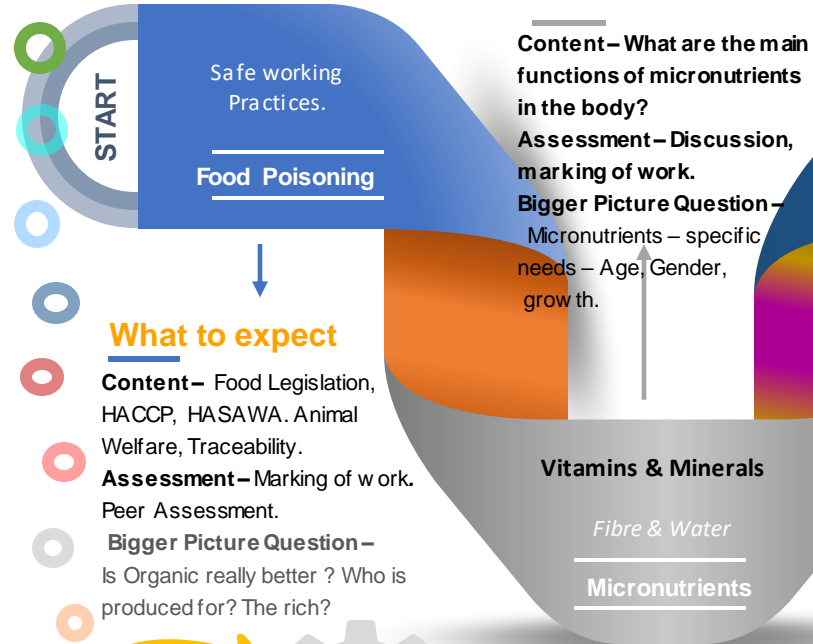 START
Safe working
Practices.
Food Poisoning
What to expect
Content – Food Legislation,
HACCP, HASAWA. Animal
Welfare, Traceability.
Assessment – Marking of work.
Peer Assessment.
Bigger Picture Question –
Is Organic really better ? Who is
produced for? The rich?
Content – What are the main
functions of micronutrients
in the body?
Assessment – Discussion,
marking of work.
Bigger Picture Question –
Micronutrients – specific
needs – Age, Gender,
growth.
Vitamins & Minerals
Fibre & Water
Micronutrients